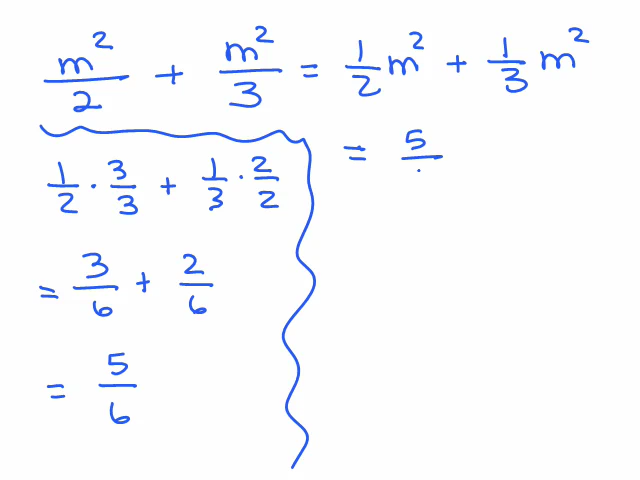 m²/2 + m²/3 = 1/2 m² + 1/3 m²
= 5/
1/2 · 3/3 + 1/3 · 2/2
= 3/6 + 2/6
= 5/6